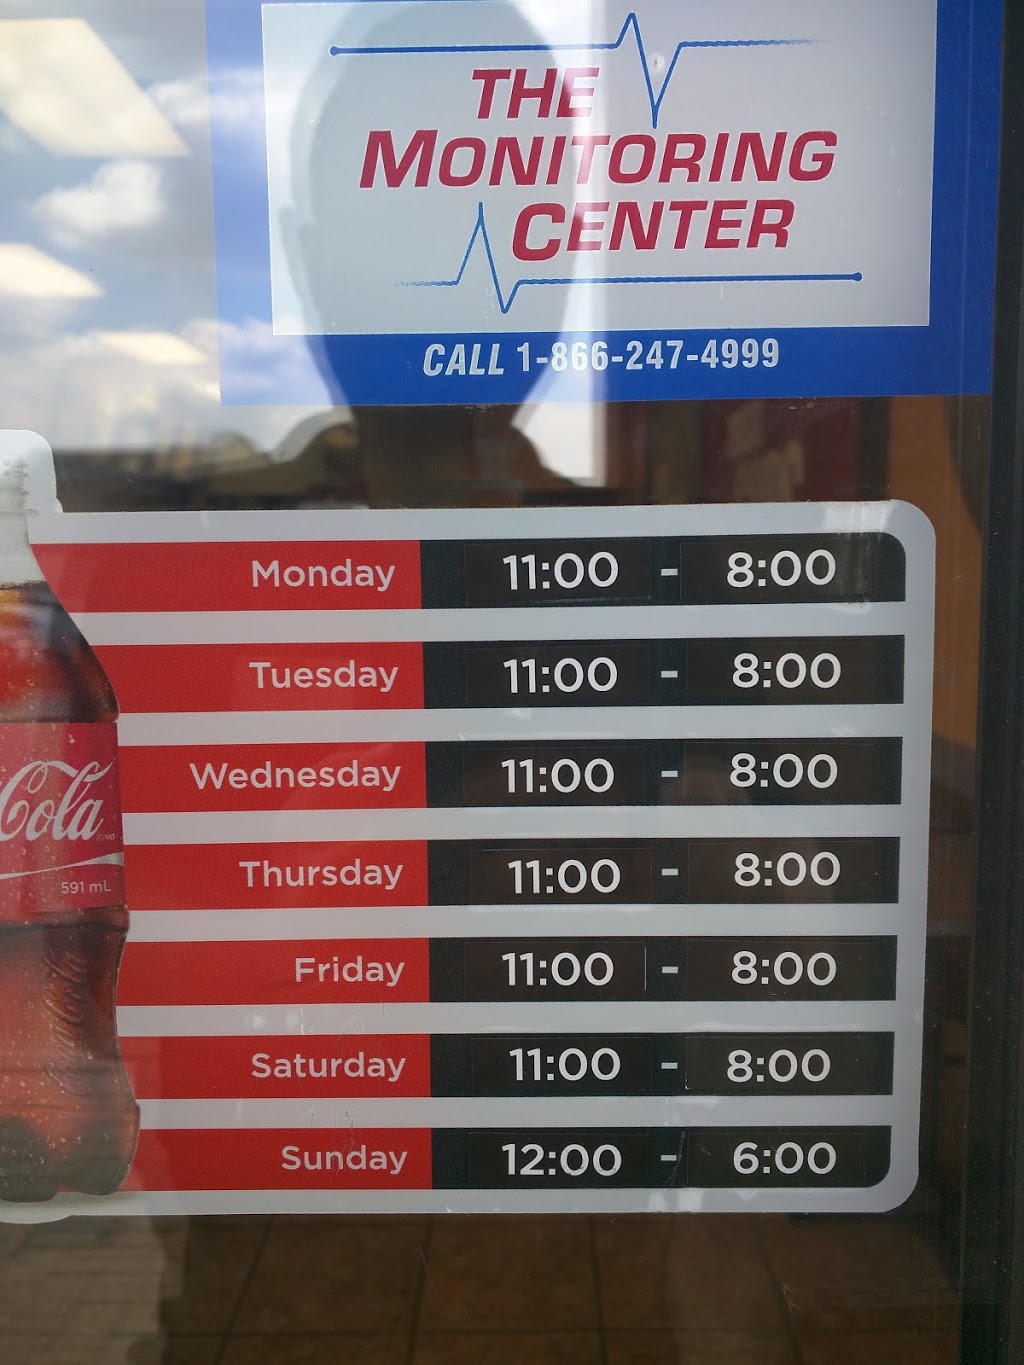 THE
MONITORING
CENTER
CALL 1-866-247-4999
Monday 11:00 - 8:00
Tuesday 11:00 - 8:00
Wednesday 11:00 - 8:00
Thursday 11:00 - 8:00
Friday 11:00 - 8:00
Saturday 11:00 - 8:00
Sunday 12:00 - 6:00
Cola
591 mL